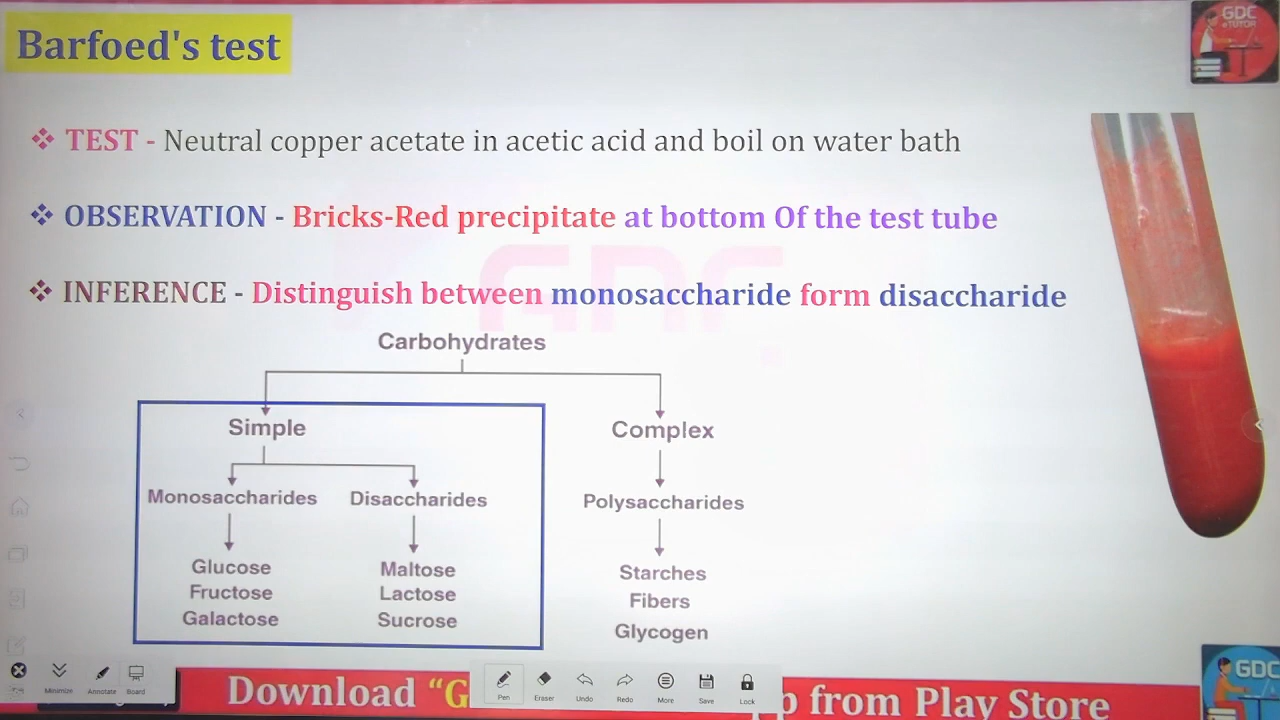 Barfoed's test
GDC
eTUTOR
❖ TEST - Neutral copper acetate in acetic acid and boil on water bath
❖ OBSERVATION - Bricks-Red precipitate at bottom Of the test tube
❖ INFERENCE - Distinguish between monosaccharide form disaccharide
Carbohydrates
Simple
Complex
Monosaccharides
Disaccharides
Polysaccharides
Glucose
Fructose
Galactose
Maltose
Lactose
Sucrose
Starches
Fibers
Glycogen
GDC
Download “G
p from Play Store
Minimize
Annotate
Board
Pen
Eraser
Undo
Redo
More
Save
Lock